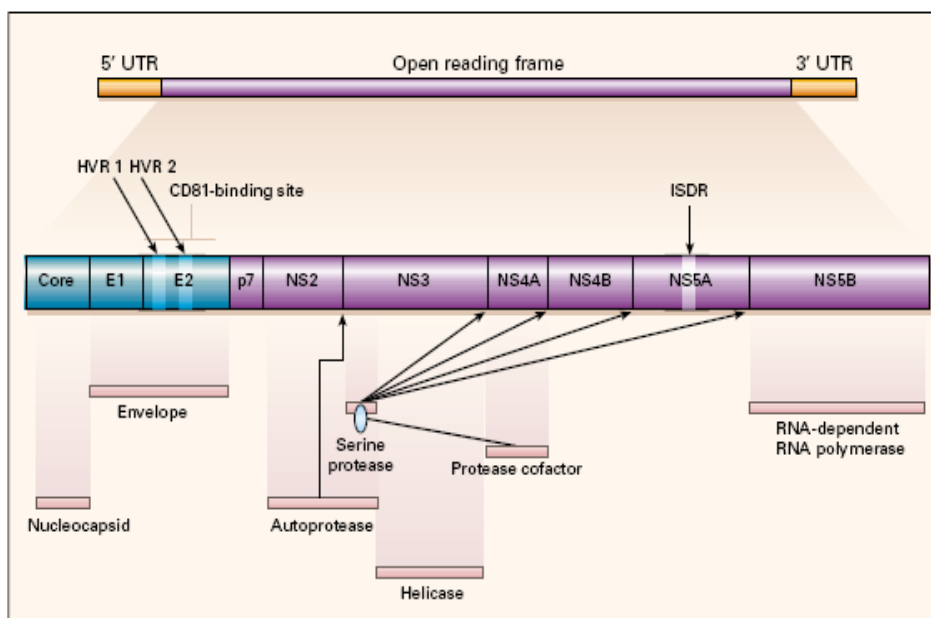 5′ UTR
Open reading frame
3′ UTR
HVR 1 HVR 2
CD81-binding site
ISDR
Core
E1
E2
p7
NS2
NS3
NS4A
NS4B
NS5A
NS5B
Envelope
Serine
protease
Protease cofactor
RNA-dependent
RNA polymerase
Nucleocapsid
Autoprotease
Helicase